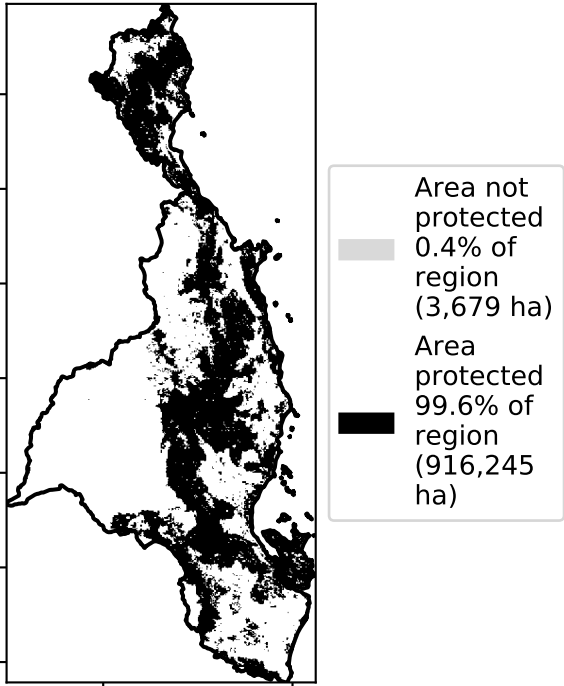 Area not
protected
0.4% of
region
(3,679 ha)
Area
protected
99.6% of
region
(916,245
ha)